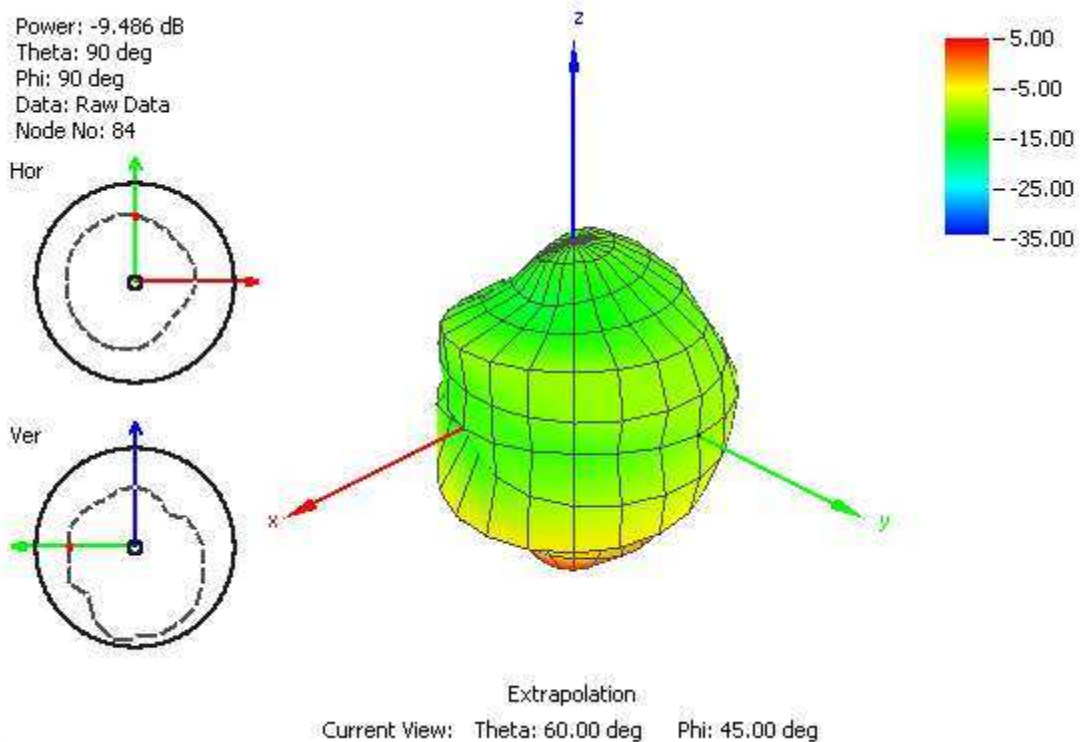 Power: -9.486 dB
Theta: 90 deg
Phi: 90 deg
Data: Raw Data
Node No: 84
Hor
Ver
z
x
y
5.00
-5.00
-15.00
-25.00
-35.00
Extrapolation
Current View: Theta: 60.00 deg Phi: 45.00 deg